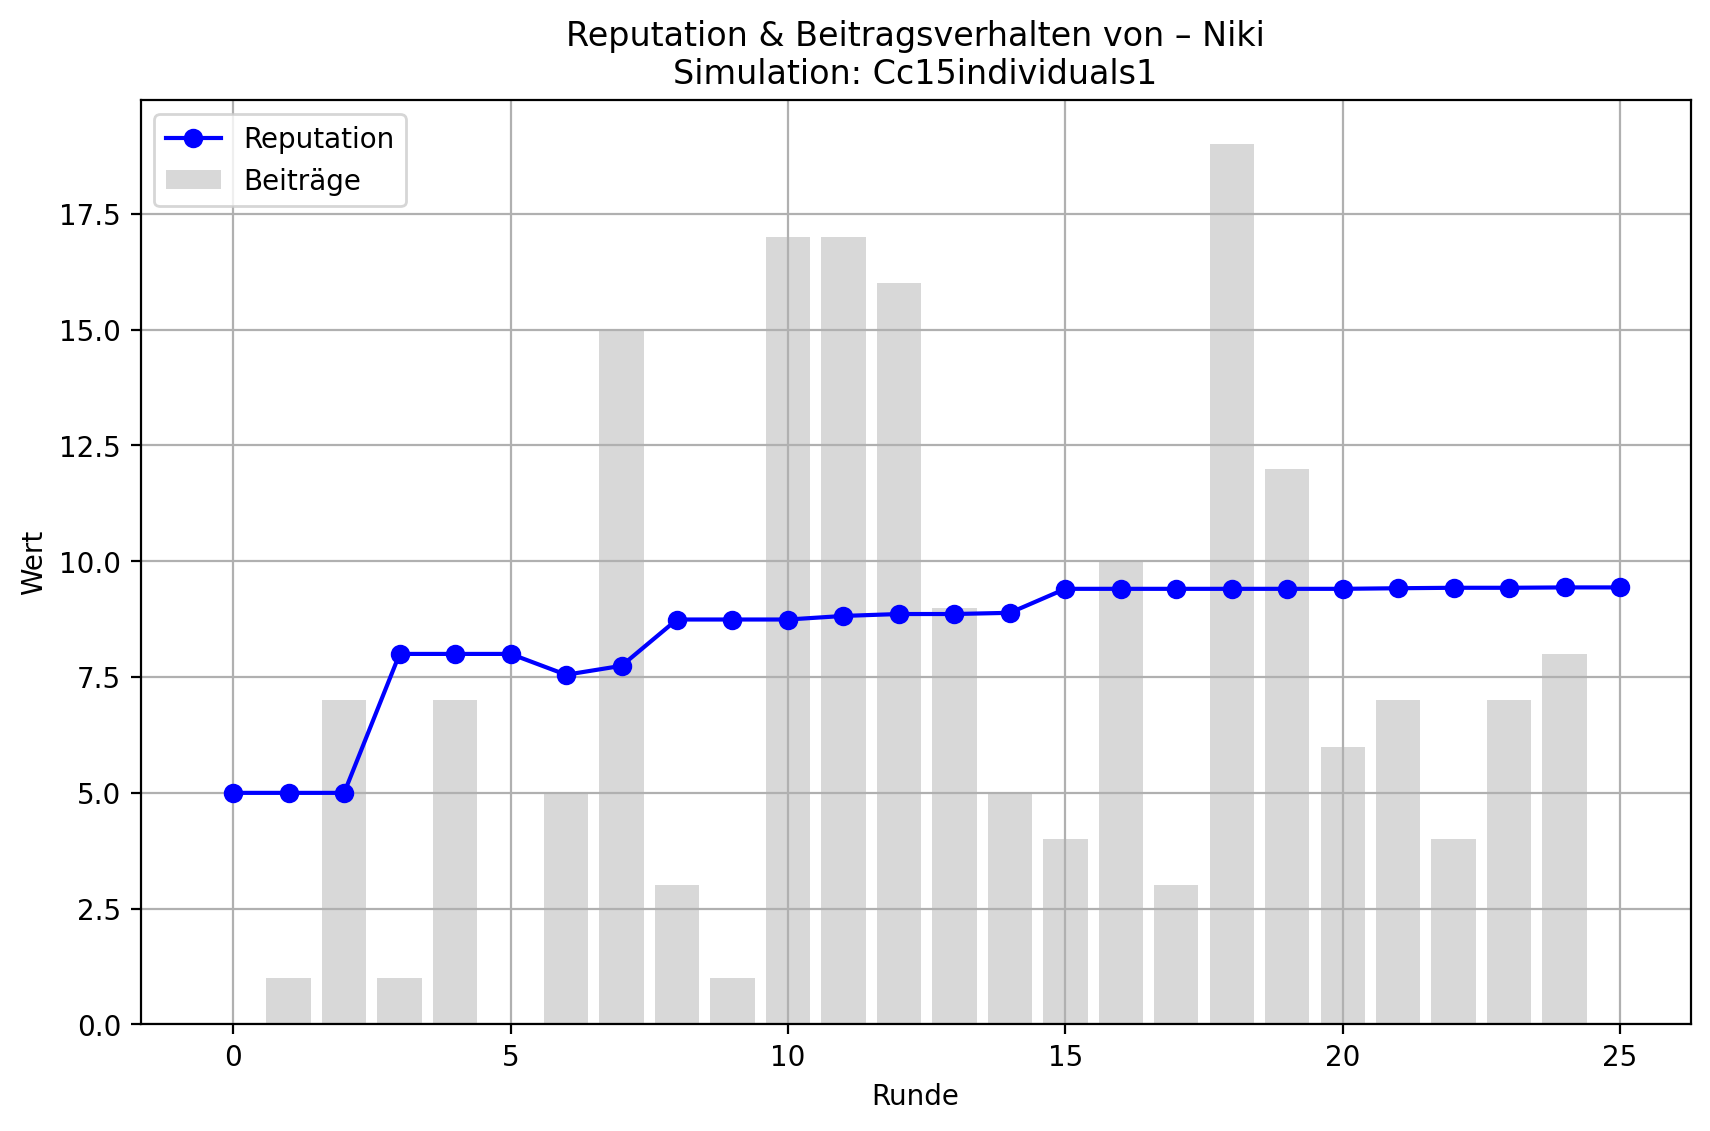 Reputation & Beitragsverhalten von – Niki
Simulation: Cc15individuals1
Reputation
Beiträge
17.5
15.0
12.5
10.0
7.5
5.0
2.5
0.0
Wert
0 5 10 15 20 25
Runde